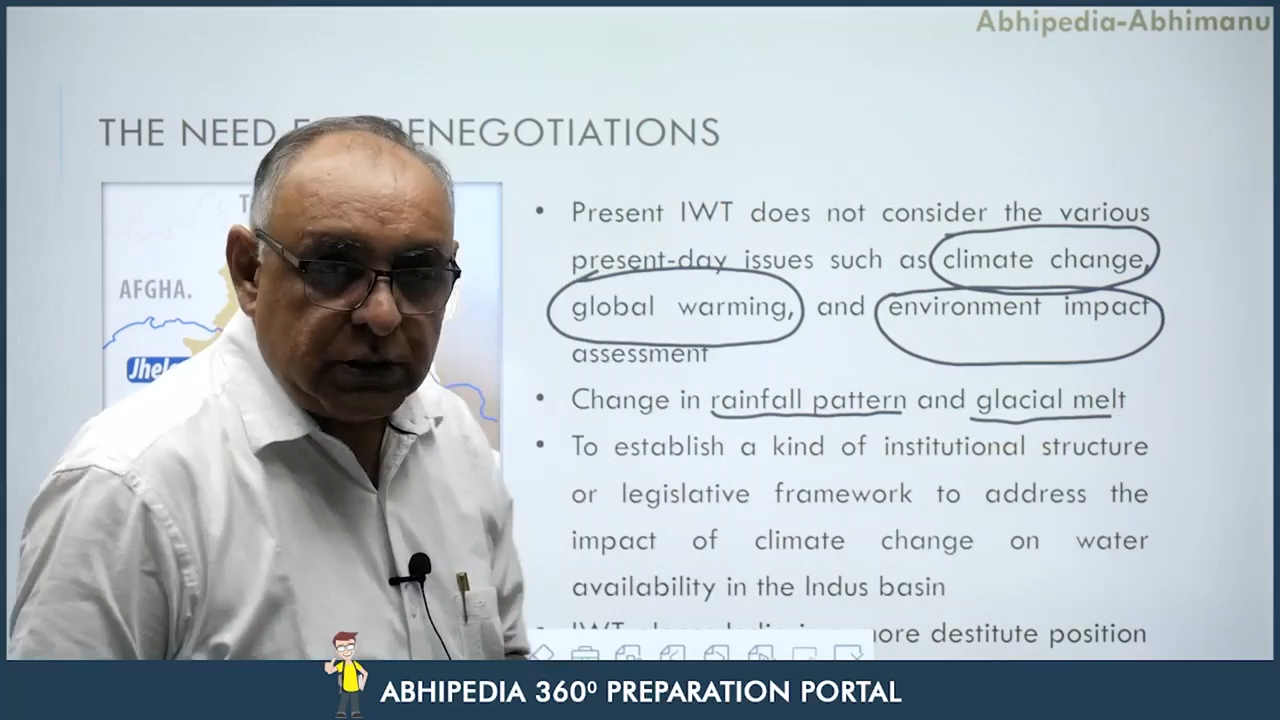 Abhipedia-Abhimanu
THE NEED RENEGOTIATIONS
AFGHA.
• Present IWT does not consider the various
present-day issues such as climate change,
global warming, and environment impact
assessment
• Change in rainfall pattern and glacial melt
• To establish a kind of institutional structure
or legislative framework to address the
impact of climate change on water
availability in the Indus basin
IWT more destitute position
ABHIPEDIA 360⁰ PREPARATION PORTAL